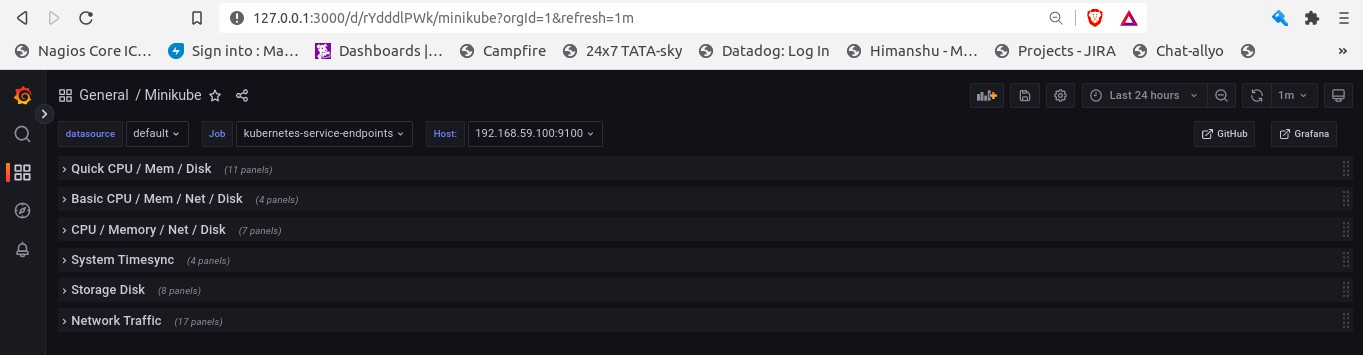 127.0.0.1:3000/d/rYdddlPWk/minikube?orgId=1&refresh=1m
Nagios Core IC… Sign into : Ma… Dashboards |… Campfire 24x7 TATA-sky Datadog: Log In Himanshu - M… Projects - JIRA Chat-allyo »
General / Minikube Last 24 hours 1m
datasource default Job kubernetes-service-endpoints Host: 192.168.59.100:9100 GitHub Grafana
Quick CPU / Mem / Disk (11 panels)
Basic CPU / Mem / Net / Disk (4 panels)
CPU / Memory / Net / Disk (7 panels)
System Timesync (4 panels)
Storage Disk (8 panels)
Network Traffic (17 panels)